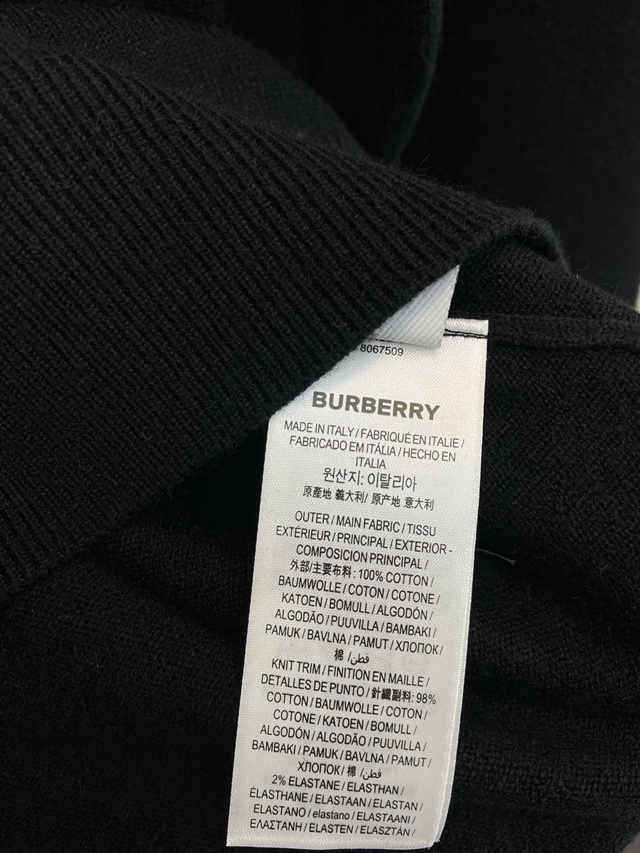 8067509
BURBERRY
MADE IN ITALY / FABRIQUÉ EN ITALIE /
FABRICADO EM ITÁLIA / HECHO EN
ITALIA
원산지: 이탈리아
原產地 義大利/ 原产地 意大利
OUTER / MAIN FABRIC / TISSU
EXTÉRIEUR / PRINCIPAL / EXTERIOR -
COMPOSICION PRINCIPAL /
外部/主要布料: 100% COTTON /
BAUMWOLLE / COTON / COTONE /
KATOEN / BOMULL / ALGODÓN /
ALGODÃO / PUUVILLA / BAMBAKI /
PAMUK / BAVLNA / PAMUT / ХЛОПОК /
棉 /قطن
KNIT TRIM / FINITION EN MAILLE /
DETALLES DE PUNTO / 針織副料: 98%
COTTON / BAUMWOLLE / COTON /
COTONE / KATOEN / BOMULL /
ALGODÓN / ALGODÃO / PUUVILLA /
BAMBAKI / PAMUK / BAVLNA / PAMUT /
ХЛОПОК / 棉 /قطن
2% ELASTANE / ELASTHAN /
ÉLASTHANE / ELASTAAN / ELASTAN /
ELASTANO / elastano / ELASTAANI /
ΕΛΑΣΤΑΝΗ / ELASTEN / ELASZTÁN /